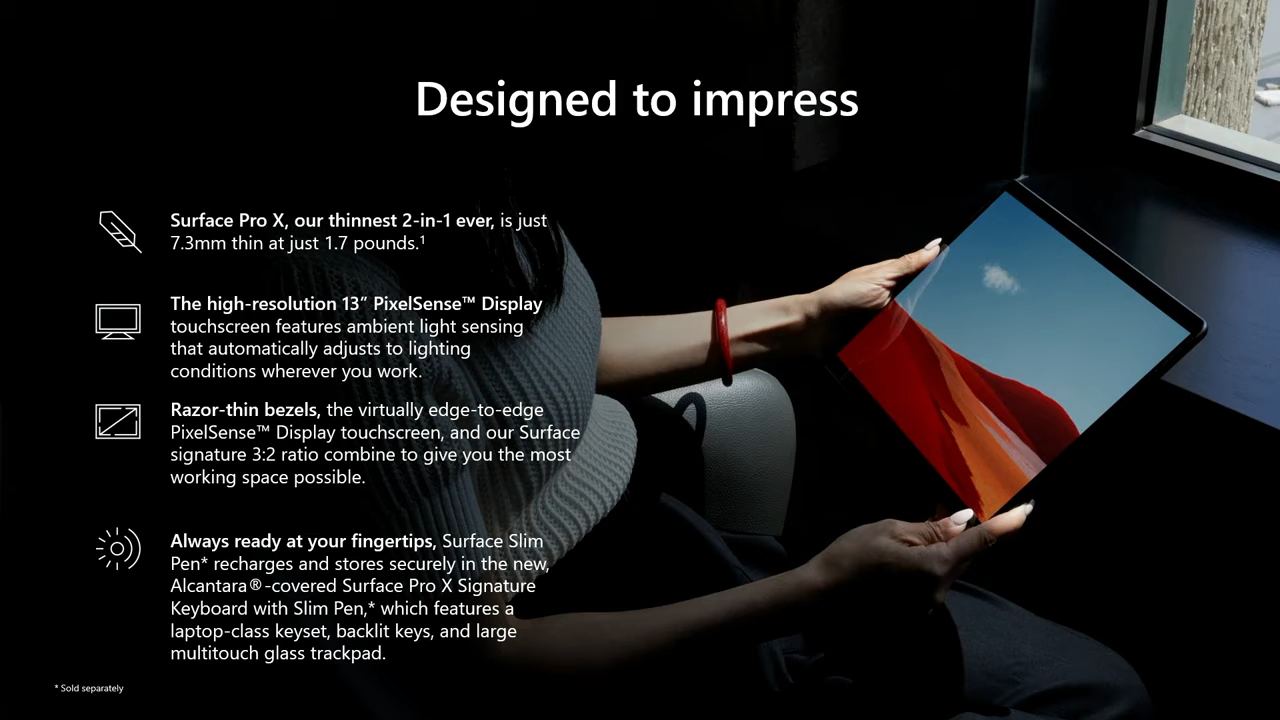 Designed to impress
Surface Pro X, our thinnest 2-in-1 ever, is just
7.3mm thin at just 1.7 pounds.¹
The high-resolution 13” PixelSense™ Display
touchscreen features ambient light sensing
that automatically adjusts to lighting
conditions wherever you work.
Razor-thin bezels, the virtually edge-to-edge
PixelSense™ Display touchscreen, and our Surface
signature 3:2 ratio combine to give you the most
working space possible.
Always ready at your fingertips, Surface Slim
Pen* recharges and stores securely in the new,
Alcantara®-covered Surface Pro X Signature
Keyboard with Slim Pen,* which features a
laptop-class keyset, backlit keys, and large
multitouch glass trackpad.
* Sold separately